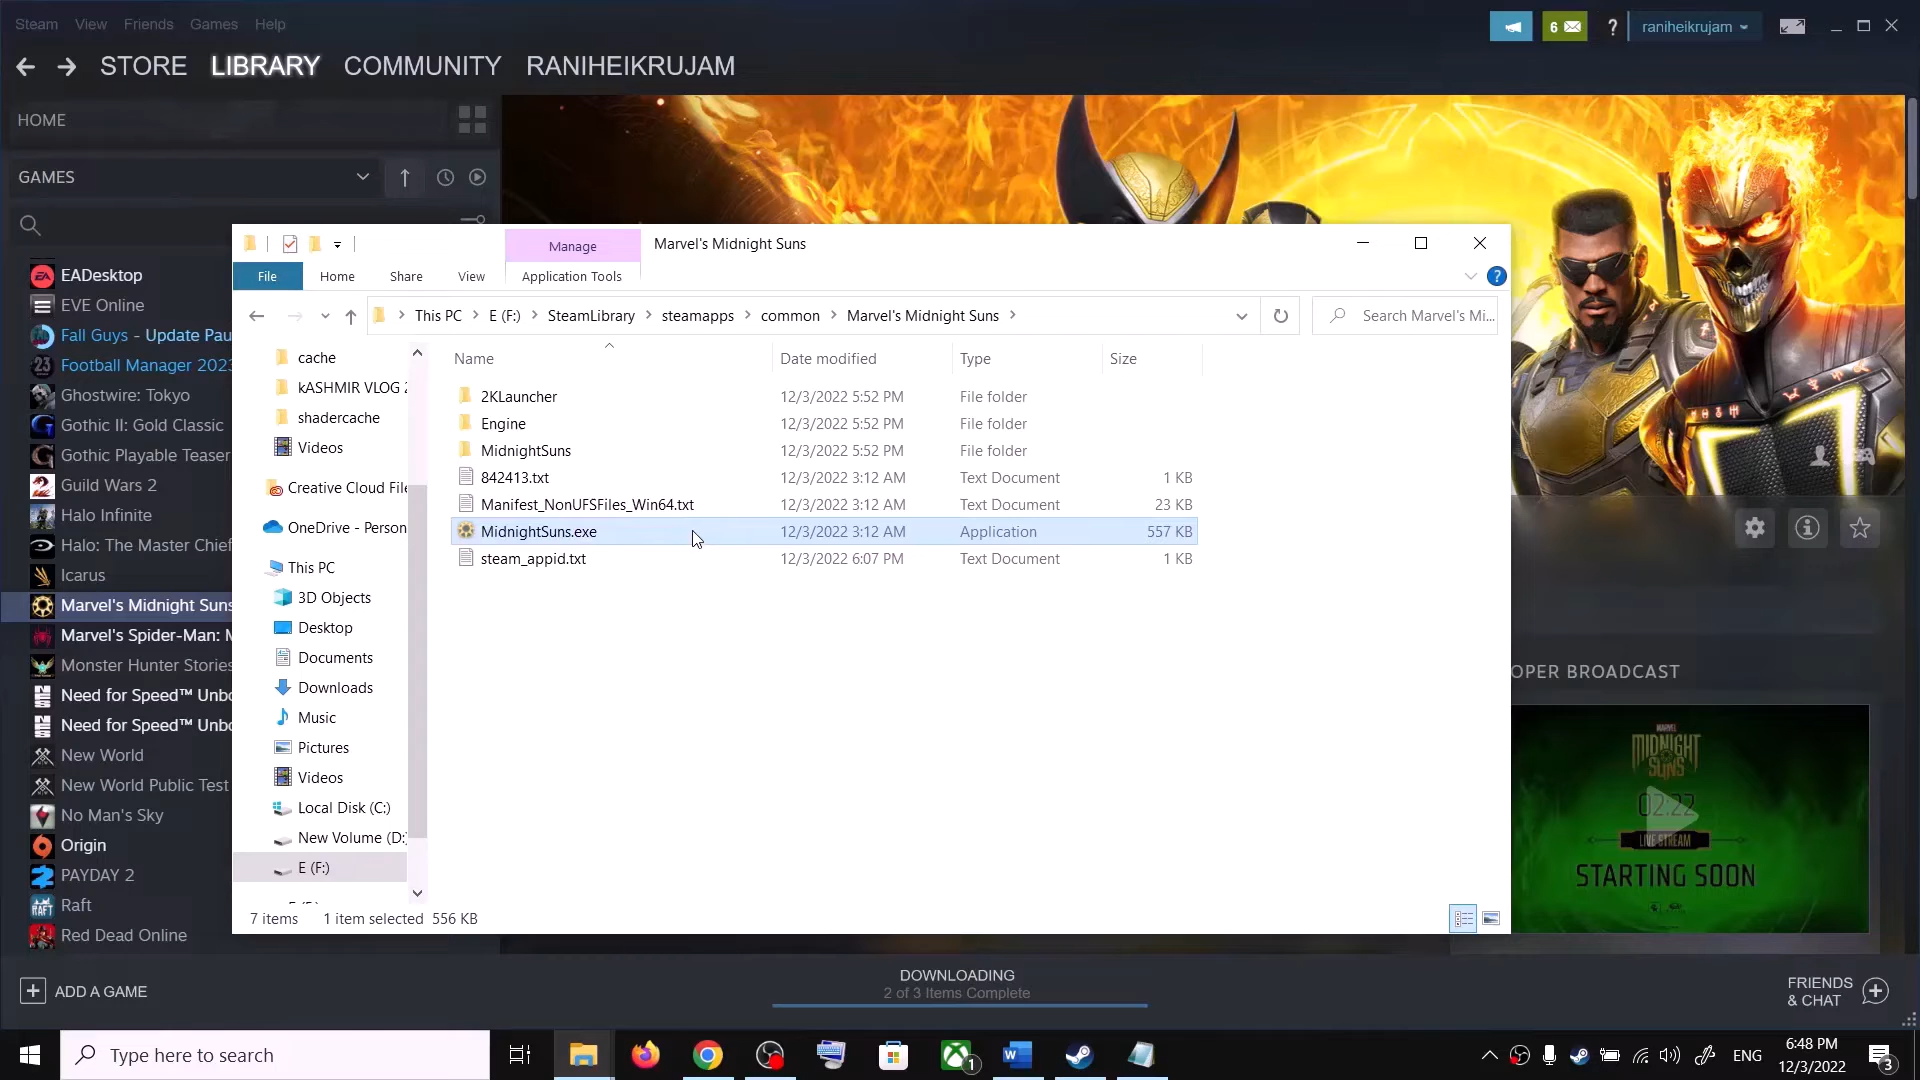 Steam View Friends Games Help
6
?
raniheikrujam
STORE LIBRARY COMMUNITY RANIHEIKRUJAM
HOME
GAMES
EADesktop
EVE Online
Fall Guys - Update Pau
Football Manager 2023
Ghostwire: Tokyo
Gothic II: Gold Classic
Gothic Playable Teaser
Guild Wars 2
Halo Infinite
Halo: The Master Chief
Icarus
Marvel's Midnight Suns
Marvel's Spider-Man: M
Monster Hunter Stories
Need for Speed™ Unb
Need for Speed™ Unb
New World
New World Public Test
No Man's Sky
Origin
PAYDAY 2
Raft
Red Dead Online
Manage
Marvel's Midnight Suns
File Home Share View Application Tools
?
This PC > E (F:) > SteamLibrary > steamapps > common > Marvel's Midnight Suns >
Search Marvel's Mi...
cache
kASHMIR VLOG 2
shadercache
Videos
Creative Cloud File
OneDrive - Person
This PC
3D Objects
Desktop
Documents
Downloads
Music
Pictures
Videos
Local Disk (C:)
New Volume (D:)
E (F:)
Name Date modified Type Size
2KLauncher 12/3/2022 5:52 PM File folder
Engine 12/3/2022 5:52 PM File folder
MidnightSuns 12/3/2022 5:52 PM File folder
842413.txt 12/3/2022 3:12 AM Text Document 1 KB
Manifest_NonUFSFiles_Win64.txt 12/3/2022 3:12 AM Text Document 23 KB
MidnightSuns.exe 12/3/2022 3:12 AM Application 557 KB
steam_appid.txt 12/3/2022 6:07 PM Text Document 1 KB
7 items 1 item selected 556 KB
OPER BROADCAST
MARVEL
MIDNIGHT
SUNS
02:22
LIVE STREAM
STARTING SOON
ADD A GAME
DOWNLOADING
2 of 3 Items Complete
FRIENDS
& CHAT
Type here to search
1
ENG
6:48 PM
12/3/2022
3